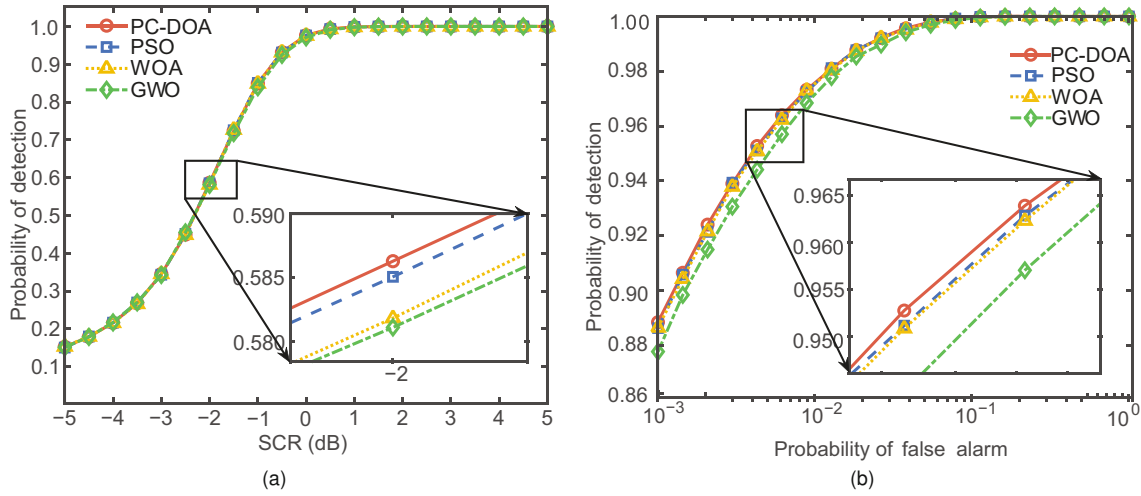 1.0
0.9
0.8
0.7
0.6
0.5
0.4
0.3
0.2
0.1
Probability of detection
PC-DOA
PSO
WOA
GWO
0.590
0.585
0.580
−2
−5 −4 −3 −2 −1 0 1 2 3 4 5
SCR (dB)
(a)
1.00
0.98
0.96
0.94
0.92
0.90
0.88
0.86
Probability of detection
PC-DOA
PSO
WOA
GWO
0.965
0.960
0.955
0.950
10⁻³ 10⁻² 10⁻¹ 10⁰
Probability of false alarm
(b)